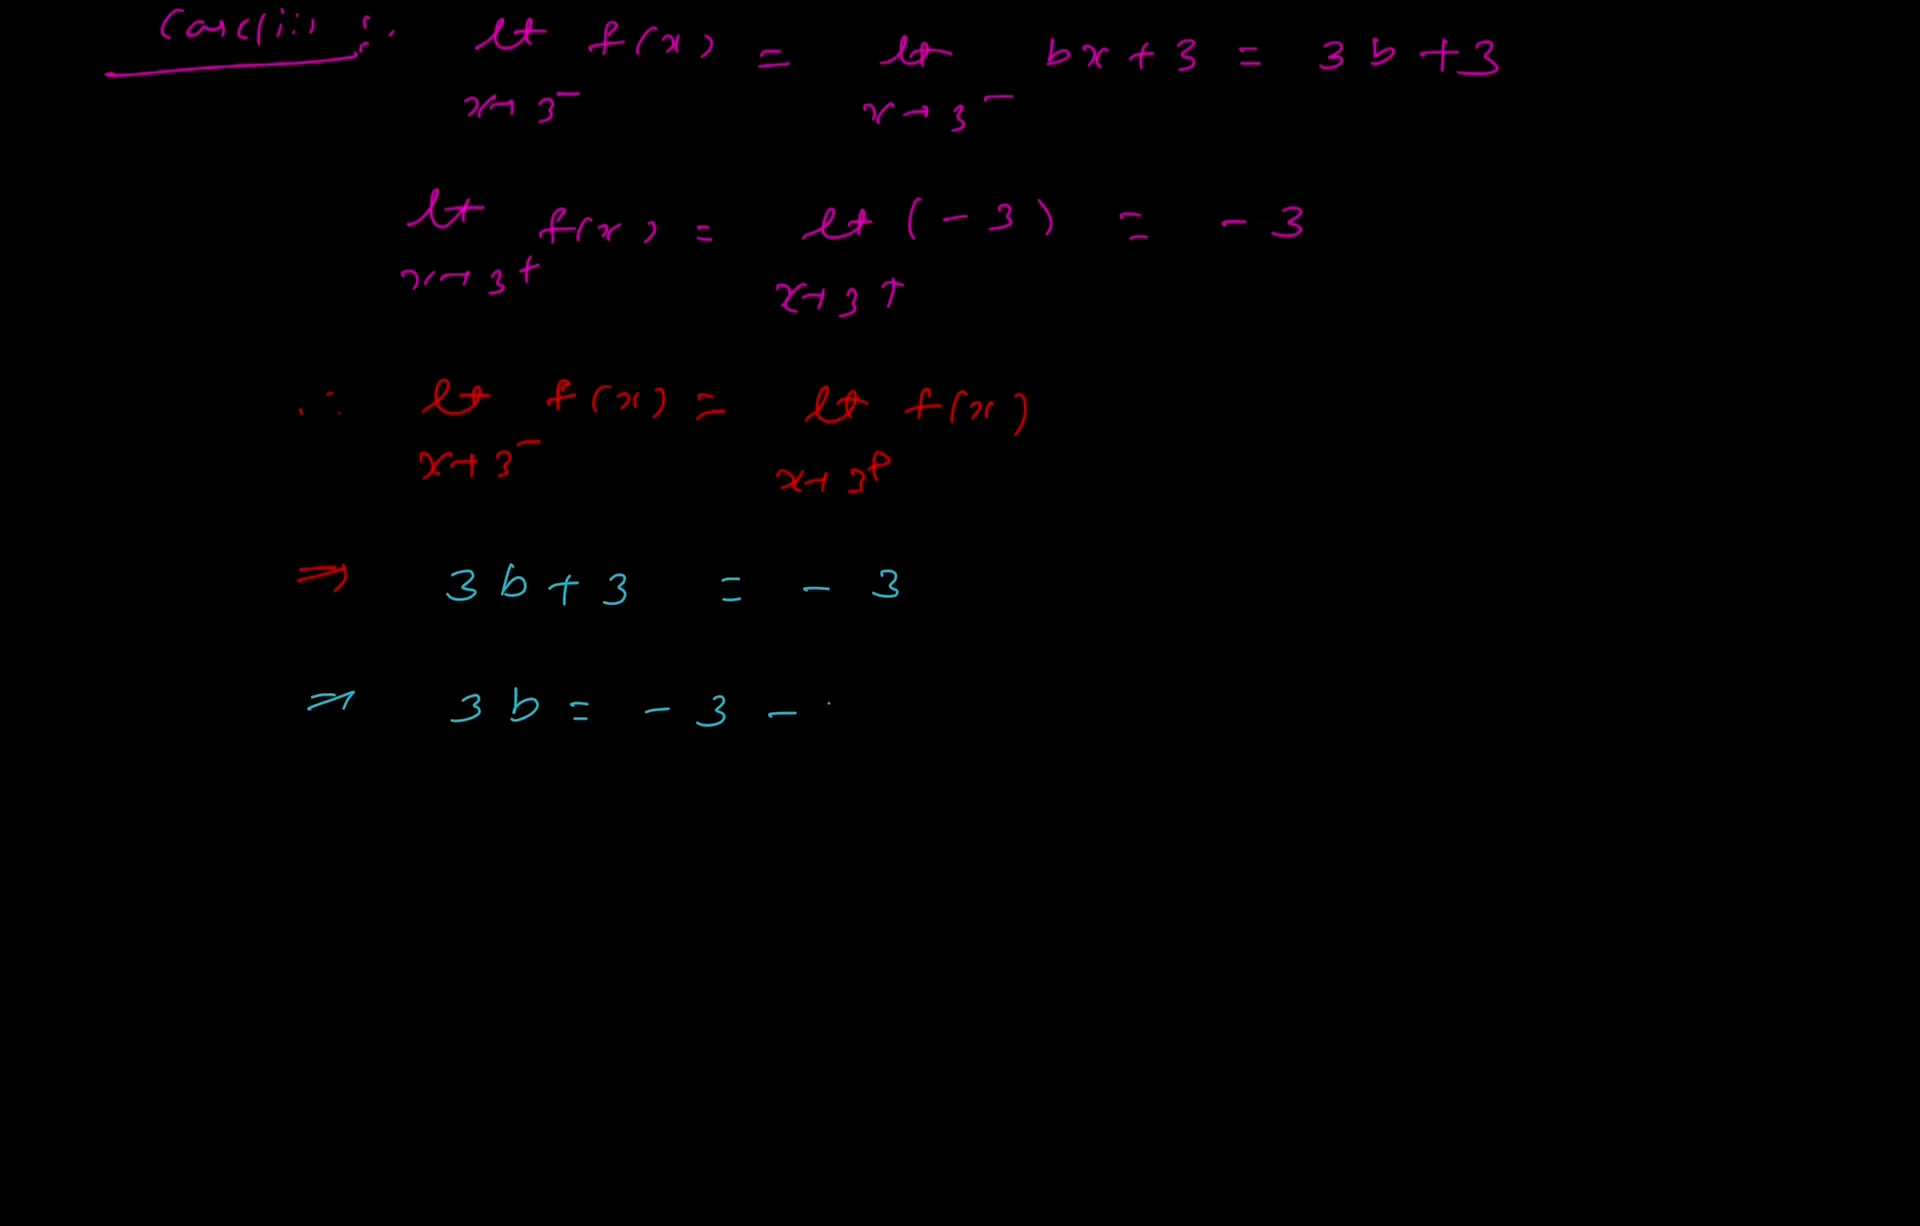 Case(ii) :- lt f(x) = lt bx + 3 = 3b + 3
x→3⁻ x→3⁻
lt f(x) = lt (-3) = -3
x→3⁺ x→3⁺
∴ lt f(x) = lt f(x)
x→3⁻ x→3⁺
⇒ 3b + 3 = - 3
⇒ 3b = - 3 -